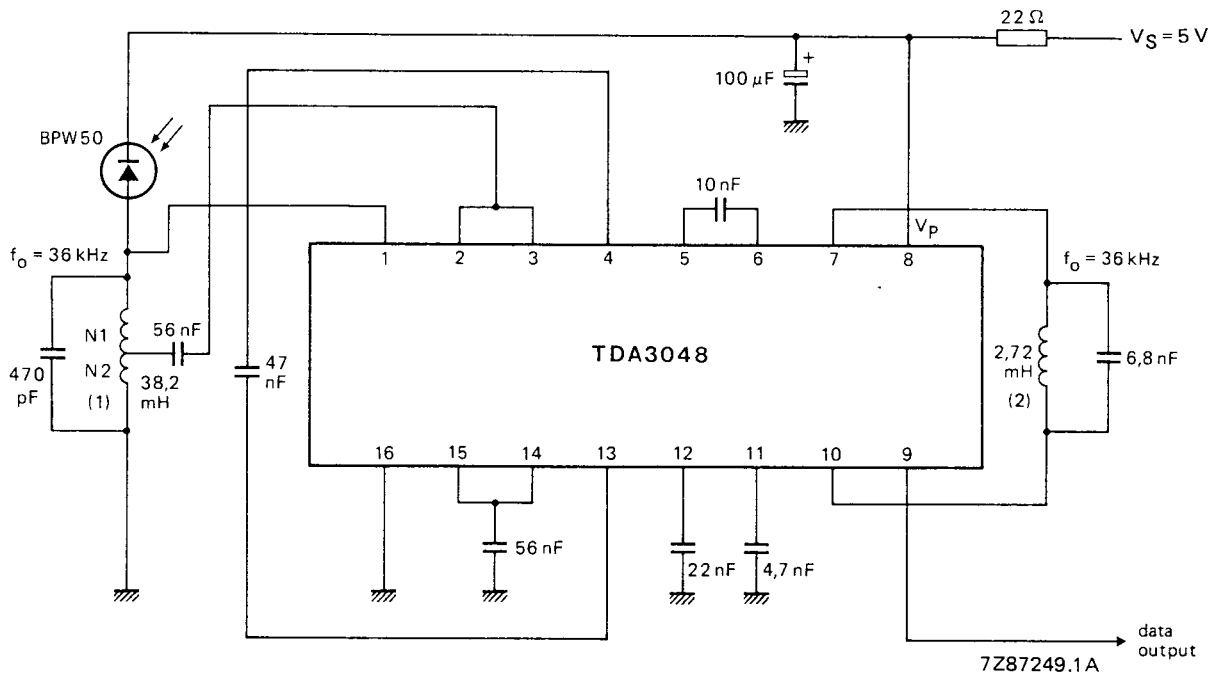 22 Ω
V_S = 5 V
+
100 µF
BPW50
10 nF
V_p
1 2 3 4 5 6 7 8
f_o = 36 kHz
f_o = 36 kHz
N1
56 nF
TDA3048
47
nF
2,72
mH
(2)
6,8 nF
470
pF
N2
(1)
38,2
mH
16 15 14 13 12 11 10 9
56 nF
22 nF
4,7 nF
data
output
7Z87249.1A